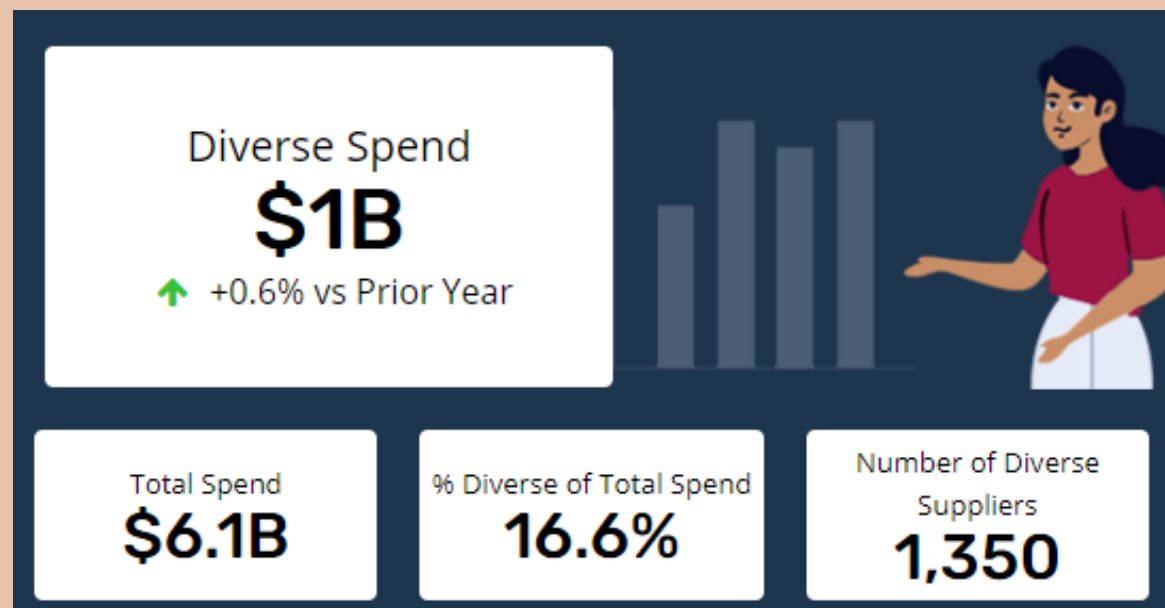 Diverse Spend
$1B
+0.6% vs Prior Year
Total Spend
$6.1B
% Diverse of Total Spend
16.6%
Number of Diverse
Suppliers
1,350